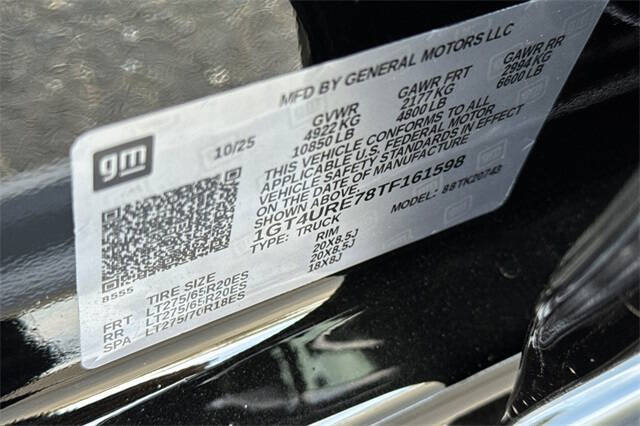 MFD BY GENERAL MOTORS LLC
gm
10/25
GVWR GAWR FRT GAWR RR
4922 KG 2177 KG 2994 KG
10850 LB 4800 LB 6600 LB
THIS VEHICLE CONFORMS TO ALL
APPLICABLE U.S. FEDERAL MOTOR
VEHICLE SAFETY STANDARDS IN EFFECT
ON THE DATE OF MANUFACTURE
SHOWN ABOVE.
1GT4URE78TF161598
TYPE: TRUCK MODEL: 88TK20743
8555
TIRE SIZE RIM
FRT LT275/65R20ES 20X8.5J
RR LT275/65R20ES 20X8.5J
SPA LT275/70R18ES 18X8J